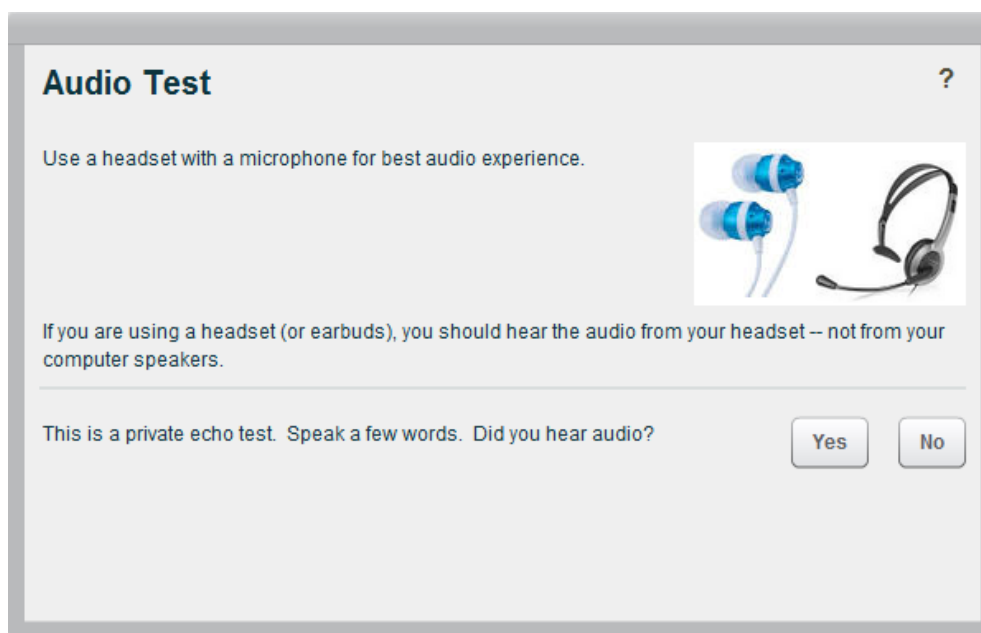 Audio Test
?
Use a headset with a microphone for best audio experience.
If you are using a headset (or earbuds), you should hear the audio from your headset -- not from your
computer speakers.
This is a private echo test.  Speak a few words.  Did you hear audio?
Yes
No